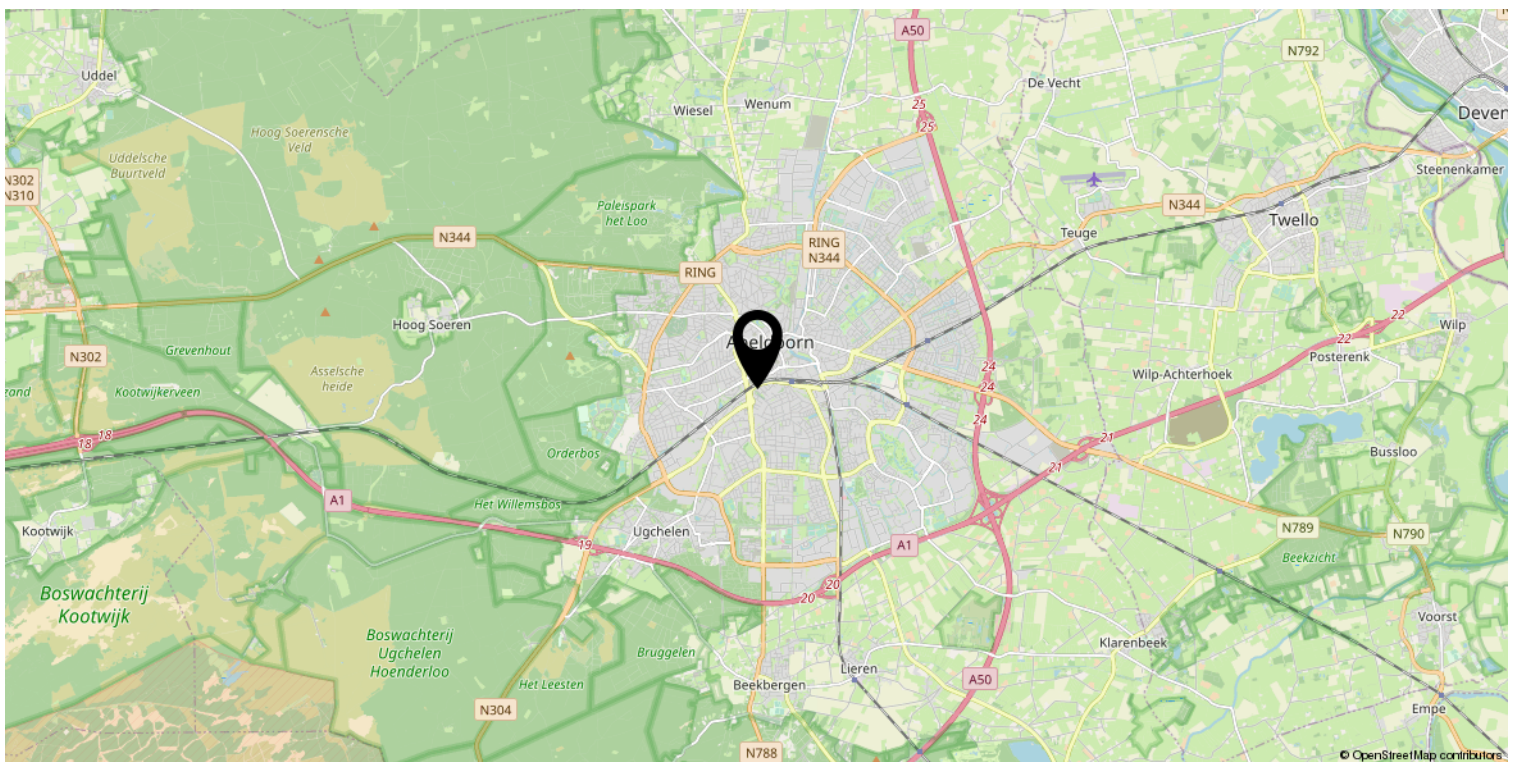 A50
N792
Uddel
De Vecht
Wiesel
Wenum
25
25
Deven
Hoog Soerensche
Veld
Uddelsche
Buurtveld
N302
N310
Steenenkamer
Paleispark
het Loo
N344
Twello
N344
Teuge
RING
N344
RING
22
22
Wilp
Hoog Soeren
Apeldoorn
Grevenhout
N302
Posterenk
Asselsche
heide
24
24
24
Wilp-Achterhoek
zand
Kootwijkerveen
18
18
21
21
Orderbos
Bussloo
A1
Het Willemsbos
Kootwijk
Ugchelen
19
A1
N789
N790
Beekzicht
Boswachterij
Kootwijk
20
20
Voorst
Boswachterij
Ugchelen
Hoenderloo
Klarenbeek
Bruggelen
Lieren
Het Leesten
Beekbergen
A50
N304
Empe
N788
© OpenStreetMap contributors